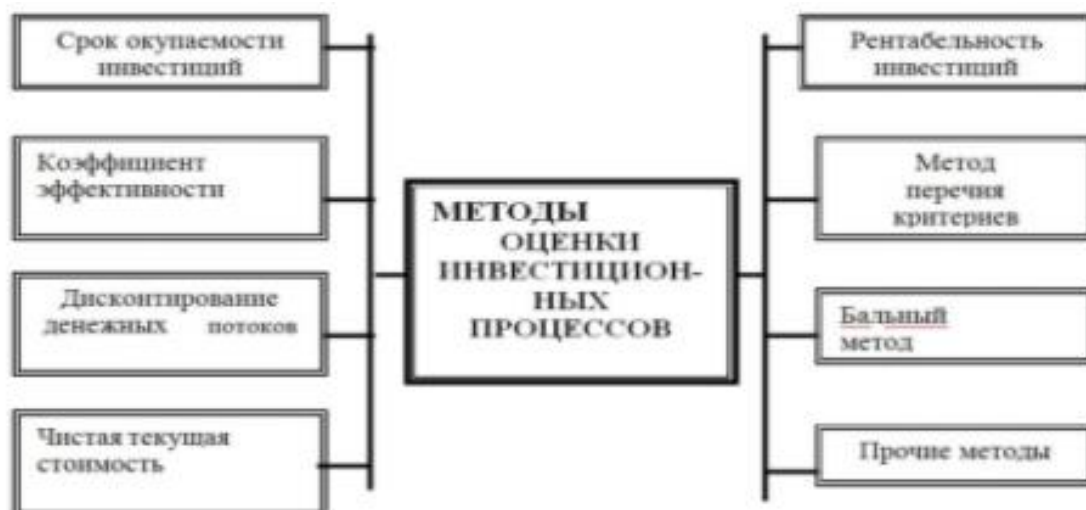 Срок окупаемости
инвестиций
Коэффициент
эффективности
Дисконтирование
денежных потоков
Чистая текущая
стоимость
МЕТОДЫ
ОЦЕНКИ
ИНВЕСТИЦИОН-
НЫХ
ПРОЦЕССОВ
Рентабельность
инвестиций
Метод
перечия
критериев
Бальный
метод
Прочие методы